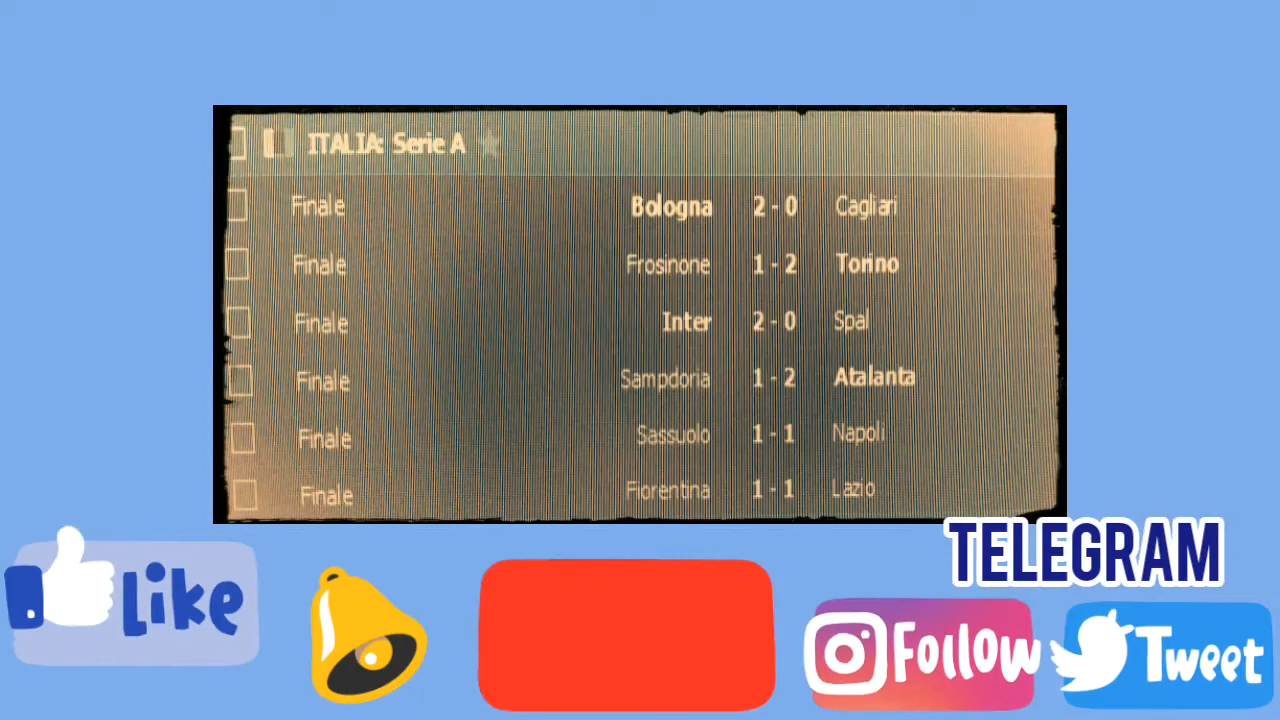 ITALIA: Serie A
Finale Bologna 2 - 0 Cagliari
Finale Frosinone 1 - 2 Torino
Finale Inter 2 - 0 Spal
Finale Sampdoria 1 - 2 Atalanta
Finale Sassuolo 1 - 1 Napoli
Finale Fiorentina 1 - 1 Lazio
TELEGRAM
Like
Follow
Tweet